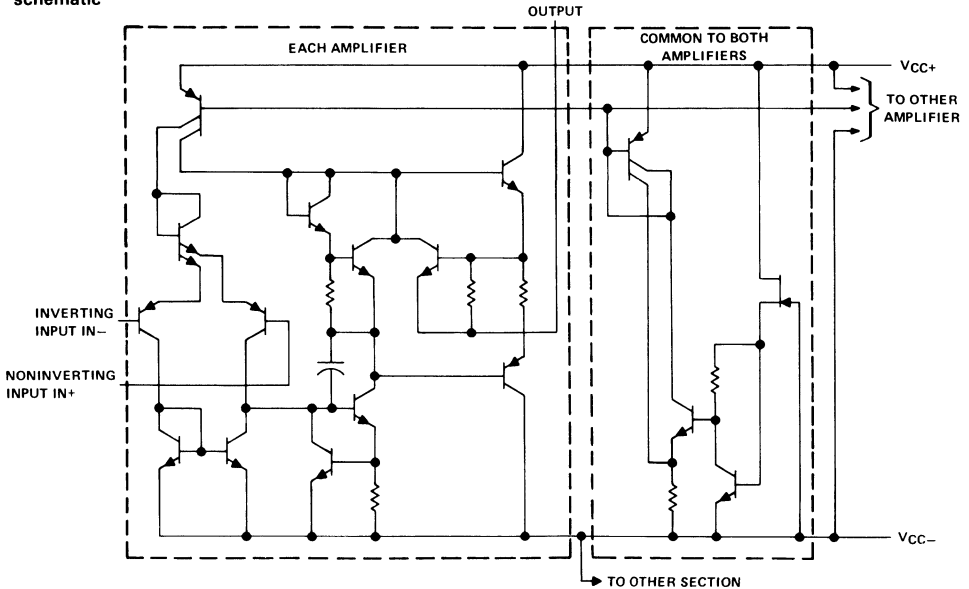 schematic
OUTPUT
EACH AMPLIFIER
COMMON TO BOTH
AMPLIFIERS
VCC+
TO OTHER
AMPLIFIER
INVERTING
INPUT IN−
NONINVERTING
INPUT IN+
VCC−
TO OTHER SECTION